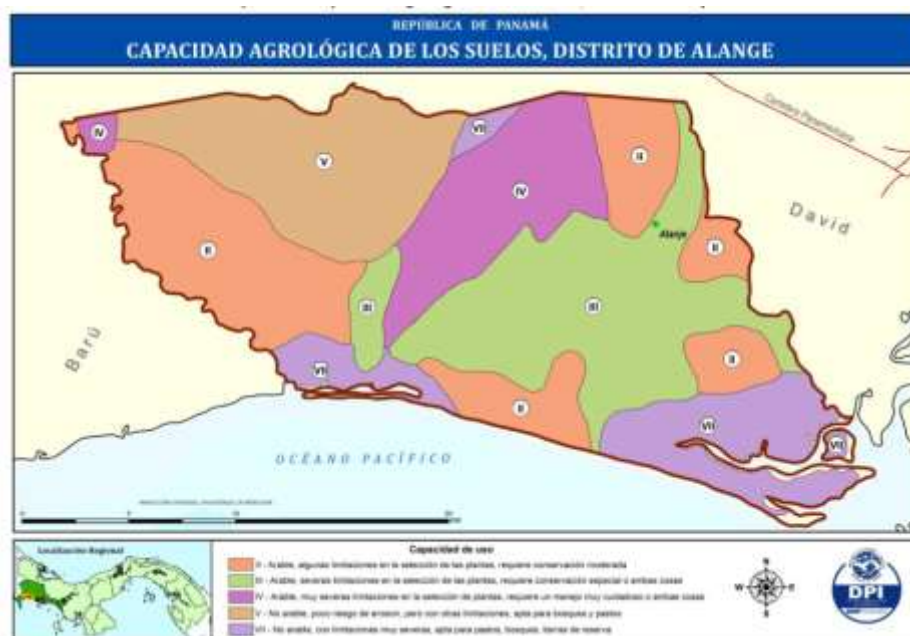 REPÚBLICA DE PANAMÁ
CAPACIDAD AGROLÓGICA DE LOS SUELOS, DISTRITO DE ALANGE
Carretera Panamericana
IV
VII
V
II
IV
David
Alanje
II
II
III
III
Barú
II
VII
II
VII
VII
OCÉANO PACÍFICO
Localización Regional
Capacidad de uso
II - Arable, algunas limitaciones en la selección de las plantas, requiere conservación moderada
III - Arable, severas limitaciones en la selección de las plantas, requiere conservación especial o ambas cosas
IV - Arable, muy severas limitaciones en la selección de plantas, requiere un manejo muy cuidadoso o ambas cosas
V - No arable, poco riesgo de erosión, pero con otras limitaciones, apta para bosques y pastos
VII - No arable, con limitaciones muy severas, apta para pastos, bosques, tierras de reserva
N
W
E
S
DPI